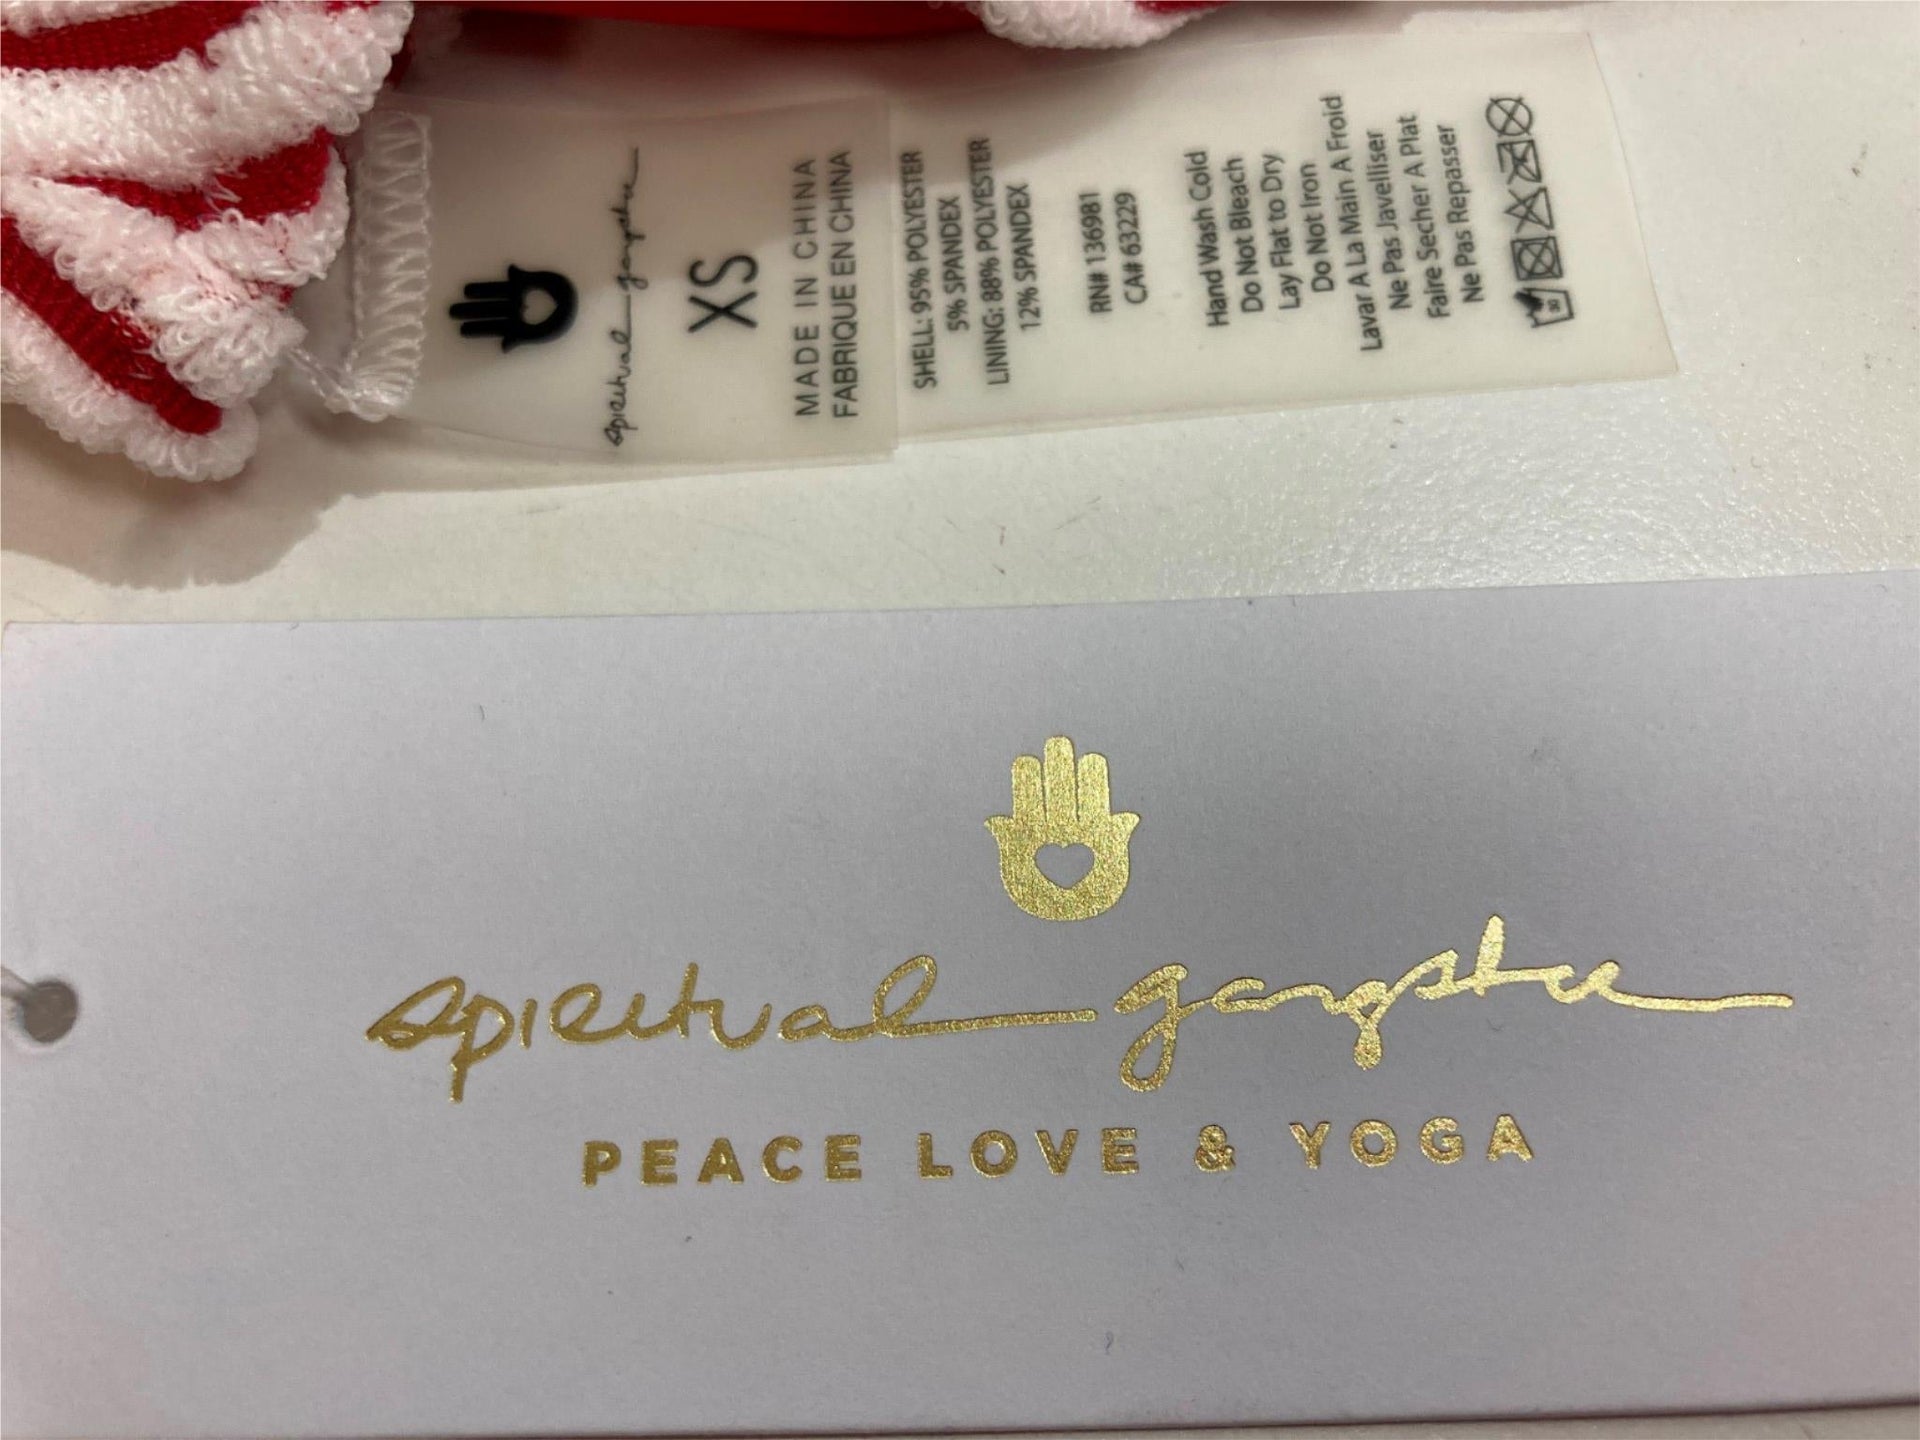 spiritual gangster
XS
MADE IN CHINA
FABRIQUE EN CHINA
SHELL: 95% POLYESTER
5% SPANDEX
LINING: 88% POLYESTER
12% SPANDEX
RN# 136981
CA# 63229
Hand Wash Cold
Do Not Bleach
Lay Flat to Dry
Do Not Iron
Lavar A La Main A Froid
Ne Pas Javelliser
Faire Secher A Plat
Ne Pas Repasser
30
spiritual gangster
PEACE LOVE & YOGA